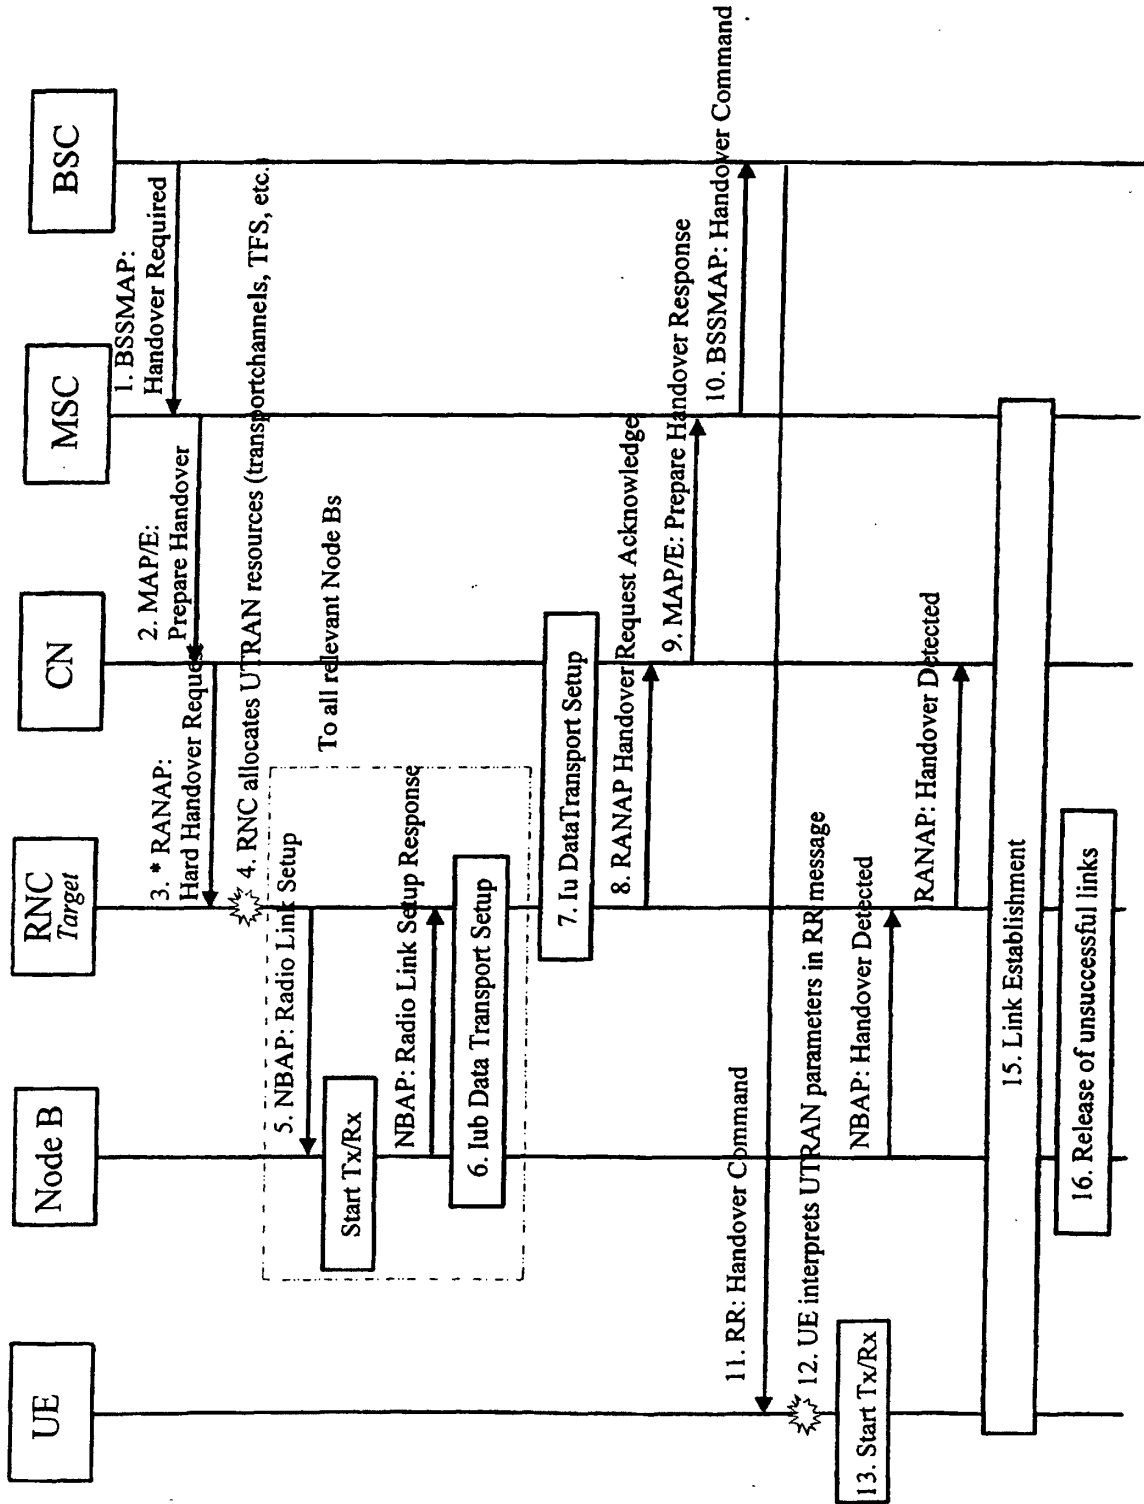 UE
Node B
RNC
Target
CN
MSC
BSC
1. BSSMAP:
Handover Required
2. MAP/E:
Prepare Handover
3. * RANAP:
Hard Handover Request
4. RNC allocates UTRAN resources (transportchannels, TFS, etc.)
5. NBAP: Radio Link Setup
To all relevant Node Bs
Start Tx/Rx
NBAP: Radio Link Setup Response
6. Iub Data Transport Setup
7. Iu DataTransport Setup
8. RANAP Handover Request Acknowledge
9. MAP/E: Prepare Handover Response
10. BSSMAP: Handover Command
11. RR: Handover Command
12. UE interprets UTRAN parameters in RR message
13. Start Tx/Rx
NBAP: Handover Detected
RANAP: Handover Detected
15. Link Establishment
16. Release of unsuccessful links